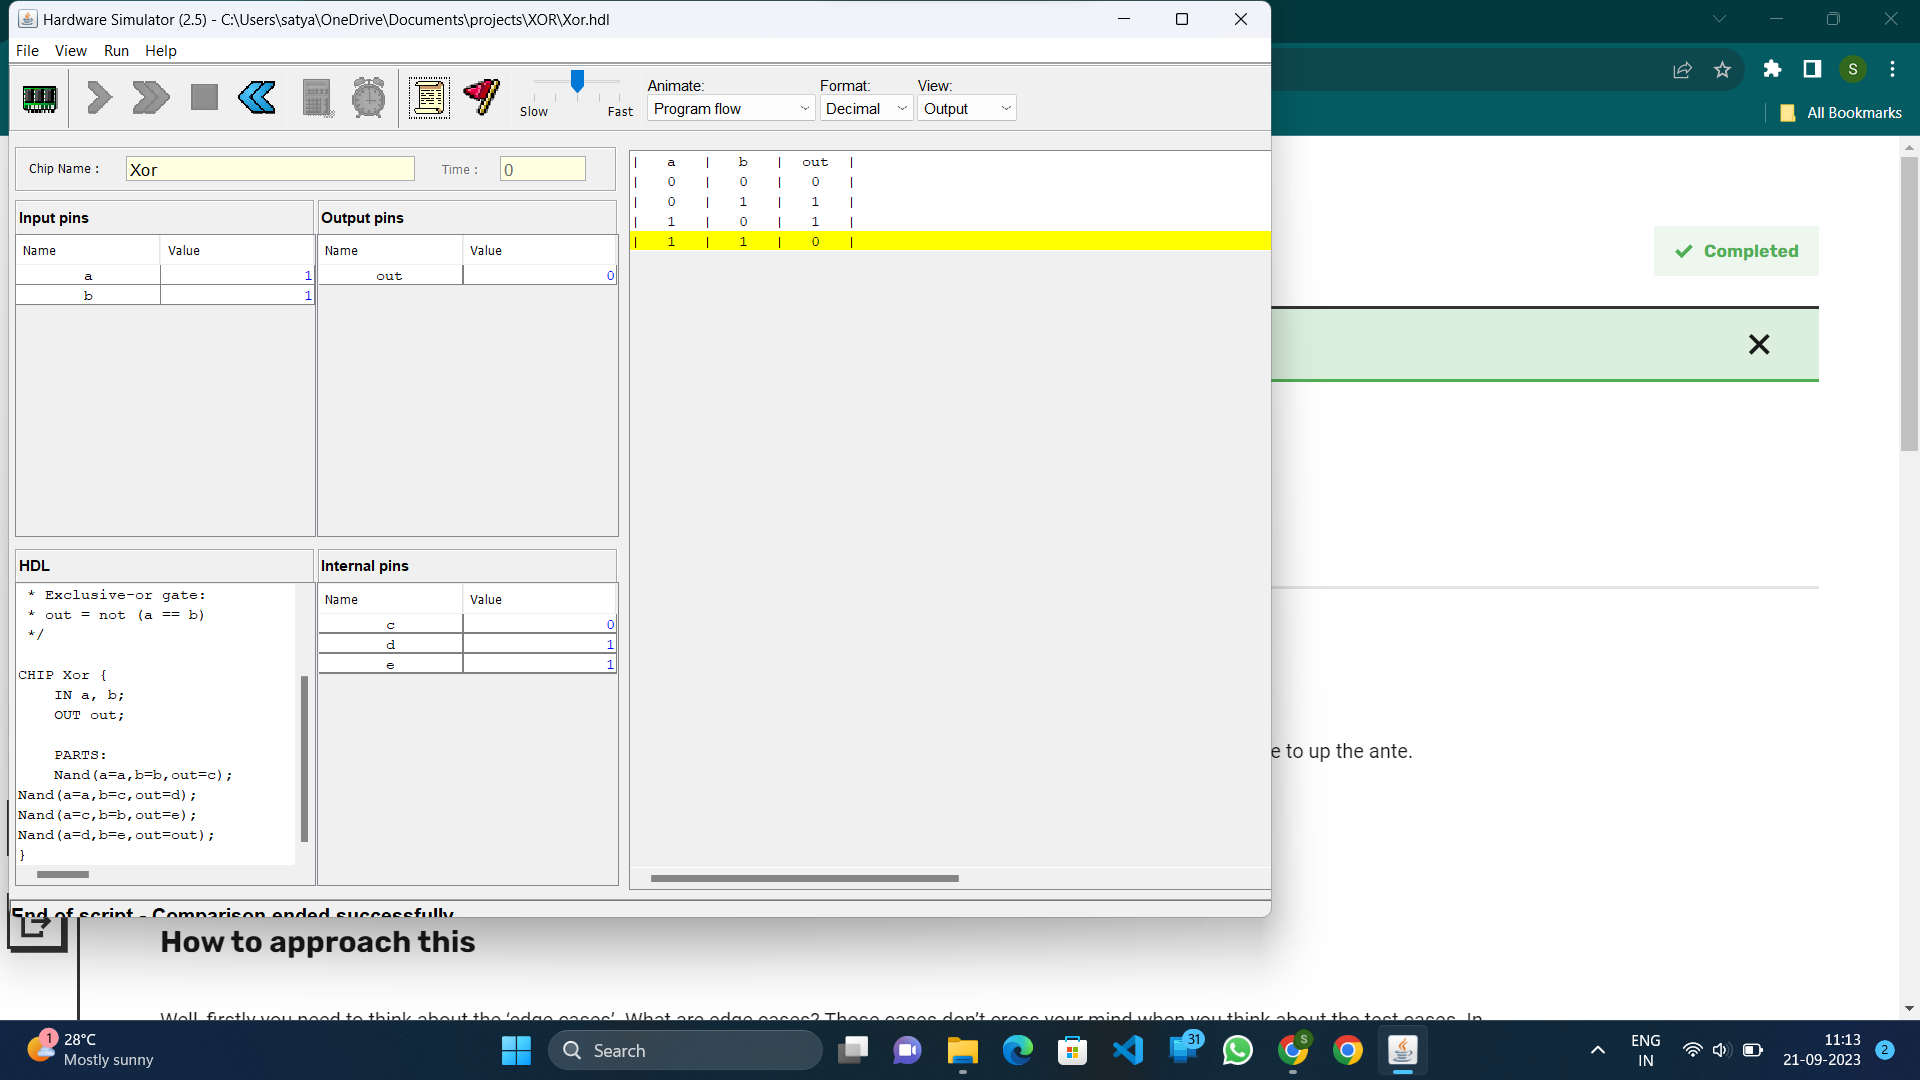 Hardware Simulator (2.5) - C:\Users\satya\OneDrive\Documents\projects\XOR\Xor.hdl
File View Run Help
Slow Fast
Animate: Format: View:
Program flow Decimal Output
S
All Bookmarks
Chip Name : Xor Time : 0
Input pins
Name Value
a 1
b 1
Output pins
Name Value
out 0
| a | b | out |
| 0 | 0 | 0 |
| 0 | 1 | 1 |
| 1 | 0 | 1 |
| 1 | 1 | 0 |
Completed
HDL
* Exclusive-or gate:
* out = not (a == b)
*/
CHIP Xor {
IN a, b;
OUT out;
PARTS:
Nand(a=a,b=b,out=c);
Nand(a=a,b=c,out=d);
Nand(a=c,b=b,out=e);
Nand(a=d,b=e,out=out);
}
Internal pins
Name Value
c 0
d 1
e 1
e to up the ante.
End of script - Comparison ended successfully
How to approach this
Well, firstly you need to think about the ‘edge cases’. What are edge cases? Those cases don’t cross your mind when you think about the test cases. In
1
28°C
Mostly sunny
Search
31
S
ENG
IN
11:13
21-09-2023
2